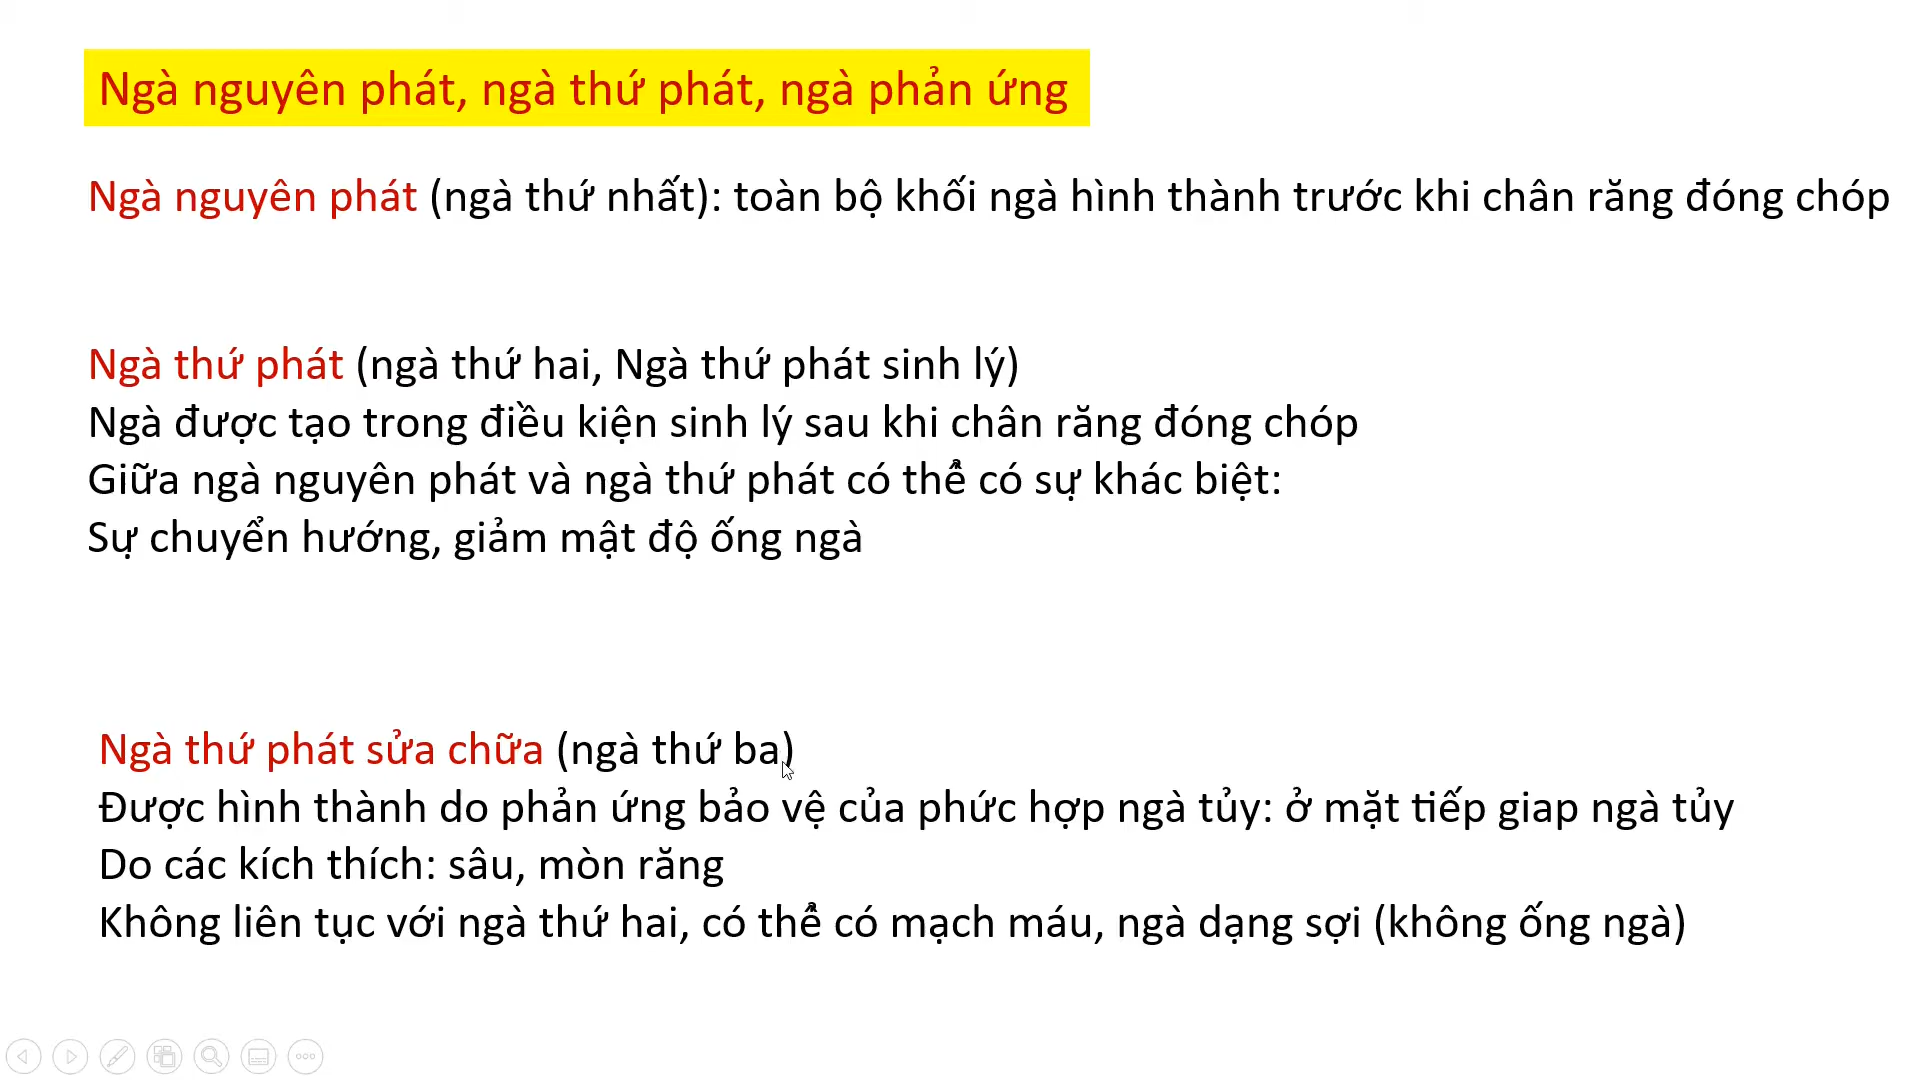 Ngà nguyên phát, ngà thứ phát, ngà phản ứng
Ngà nguyên phát (ngà thứ nhất): toàn bộ khối ngà hình thành trước khi chân răng đóng chóp
Ngà thứ phát (ngà thứ hai, Ngà thứ phát sinh lý)
Ngà được tạo trong điều kiện sinh lý sau khi chân răng đóng chóp
Giữa ngà nguyên phát và ngà thứ phát có thể có sự khác biệt:
Sự chuyển hướng, giảm mật độ ống ngà
Ngà thứ phát sửa chữa (ngà thứ ba)
Được hình thành do phản ứng bảo vệ của phức hợp ngà tủy: ở mặt tiếp giap ngà tủy
Do các kích thích: sâu, mòn răng
Không liên tục với ngà thứ hai, có thể có mạch máu, ngà dạng sợi (không ống ngà)